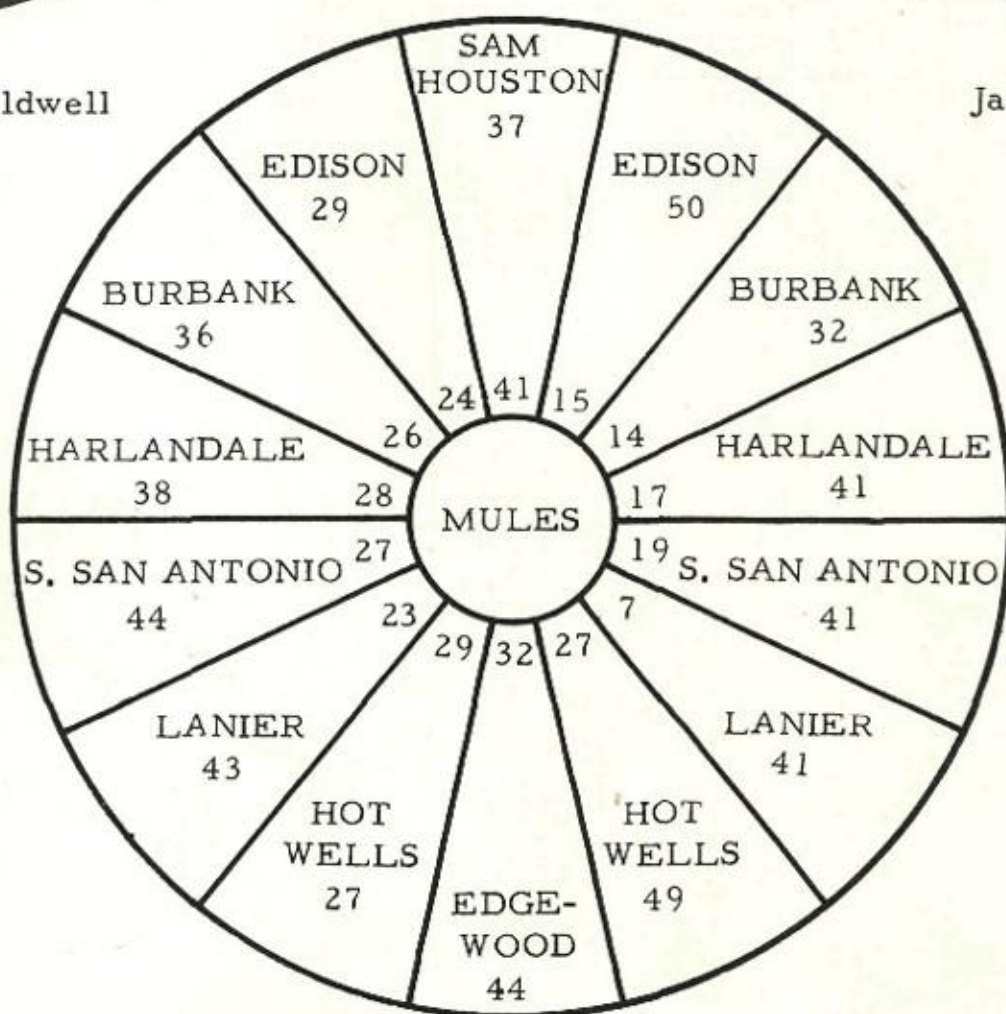 ldwell
Ja
SAM
HOUSTON
37
41
EDISON
50
15
BURBANK
32
14
HARLANDALE
41
17
S. SAN ANTONIO
41
19
LANIER
41
7
HOT
WELLS
49
27
EDGE-
WOOD
44
32
HOT
WELLS
27
29
LANIER
43
23
S. SAN ANTONIO
44
27
HARLANDALE
38
28
BURBANK
36
26
EDISON
29
24
MULES